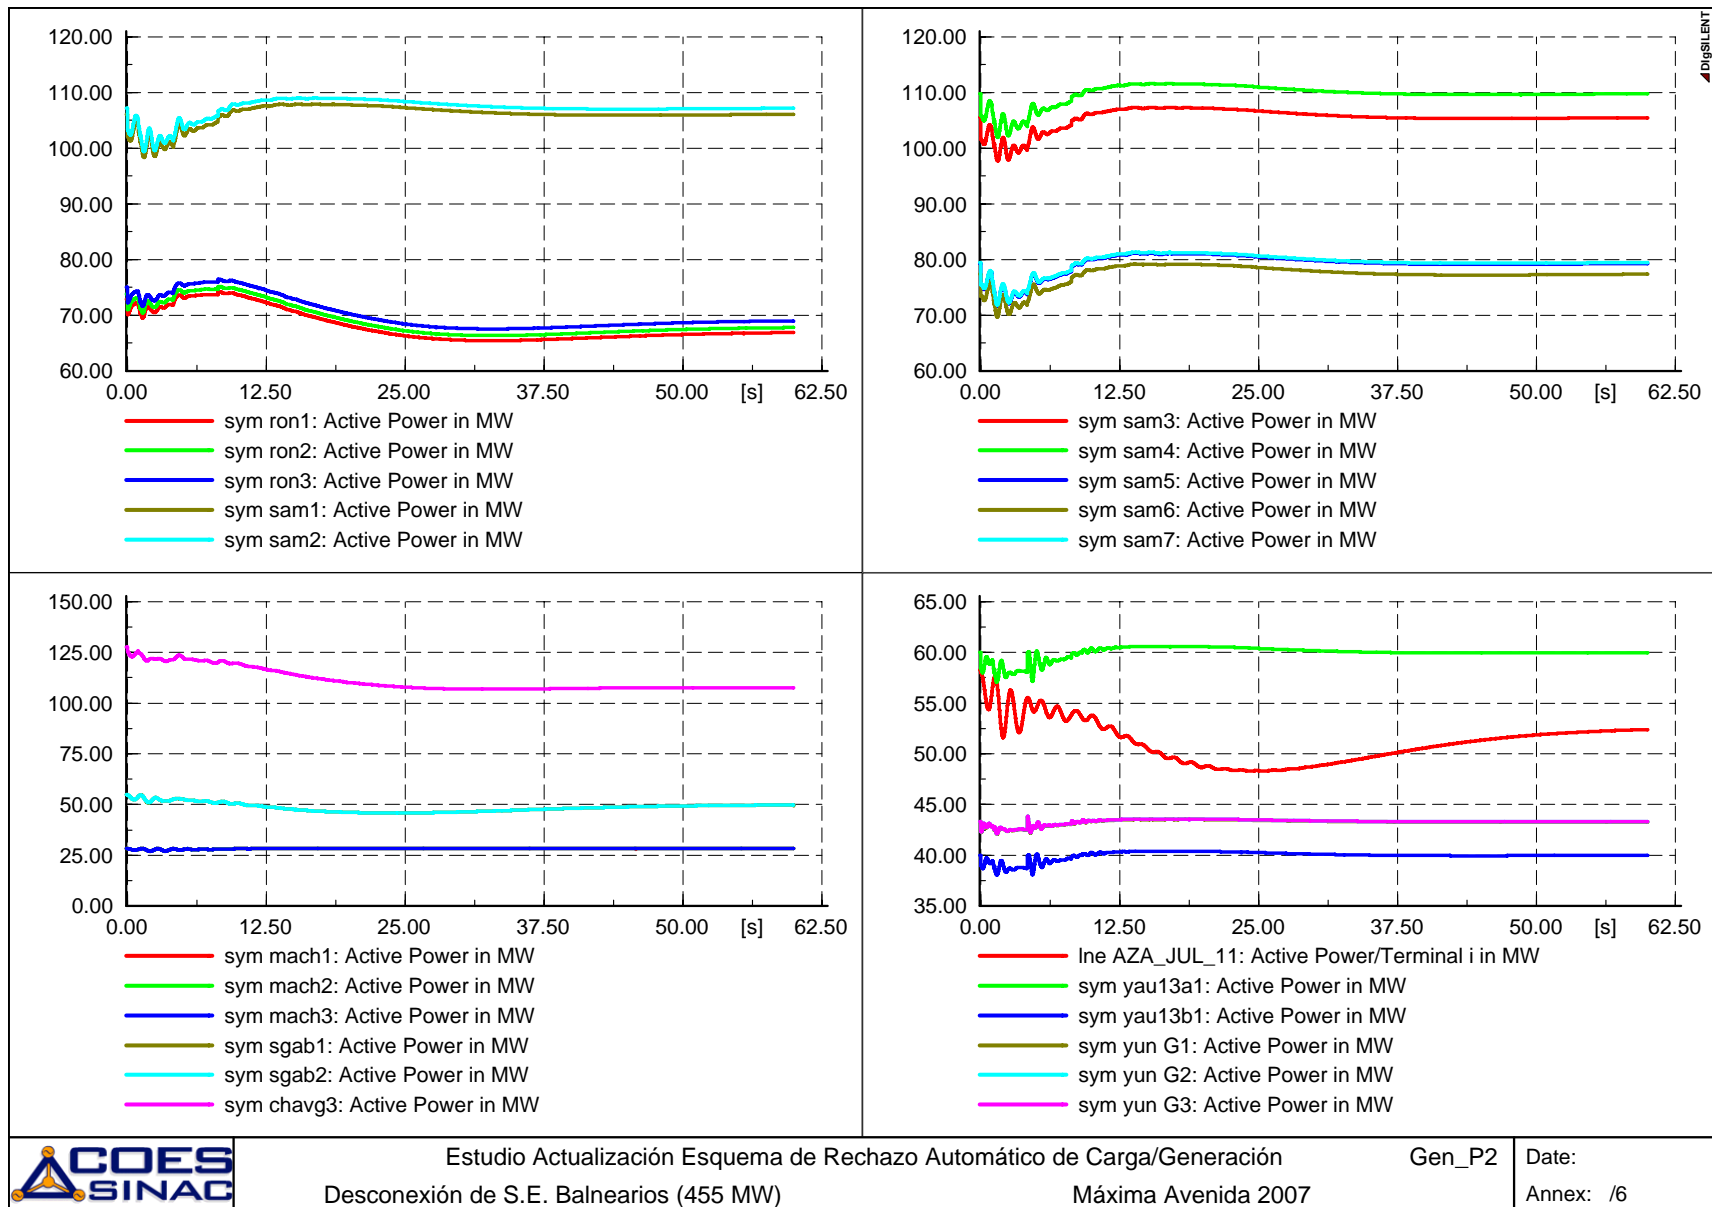 DIgSILENT
120.00
110.00
100.00
90.00
80.00
70.00
60.00
0.00 12.50 25.00 37.50 50.00 [s] 62.50
sym ron1: Active Power in MW
sym ron2: Active Power in MW
sym ron3: Active Power in MW
sym sam1: Active Power in MW
sym sam2: Active Power in MW
120.00
110.00
100.00
90.00
80.00
70.00
60.00
0.00 12.50 25.00 37.50 50.00 [s] 62.50
sym sam3: Active Power in MW
sym sam4: Active Power in MW
sym sam5: Active Power in MW
sym sam6: Active Power in MW
sym sam7: Active Power in MW
150.00
125.00
100.00
75.00
50.00
25.00
0.00
0.00 12.50 25.00 37.50 50.00 [s] 62.50
sym mach1: Active Power in MW
sym mach2: Active Power in MW
sym mach3: Active Power in MW
sym sgab1: Active Power in MW
sym sgab2: Active Power in MW
sym chavg3: Active Power in MW
65.00
60.00
55.00
50.00
45.00
40.00
35.00
0.00 12.50 25.00 37.50 50.00 [s] 62.50
lne AZA_JUL_11: Active Power/Terminal i in MW
sym yau13a1: Active Power in MW
sym yau13b1: Active Power in MW
sym yun G1: Active Power in MW
sym yun G2: Active Power in MW
sym yun G3: Active Power in MW
COES
SINAC
Estudio Actualización Esquema de Rechazo Automático de Carga/Generación Gen_P2
Desconexión de S.E. Balnearios (455 MW) Máxima Avenida 2007
Date:
Annex: /6